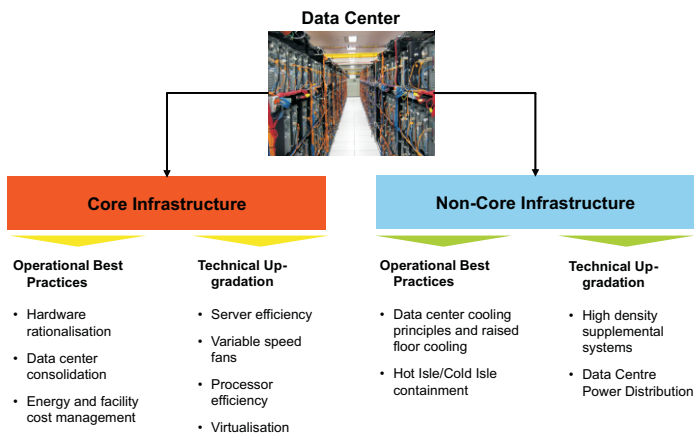 Data Center
Core Infrastructure
Non-Core Infrastructure
Operational Best
Practices
• Hardware
rationalisation
• Data center
consolidation
• Energy and facility
cost management
Technical Up-
gradation
• Server efficiency
• Variable speed
fans
• Processor
efficiency
• Virtualisation
Operational Best
Practices
• Data center cooling
principles and raised
floor cooling
• Hot Isle/Cold Isle
containment
Technical Up-
gradation
• High density
supplemental
systems
• Data Centre
Power Distribution